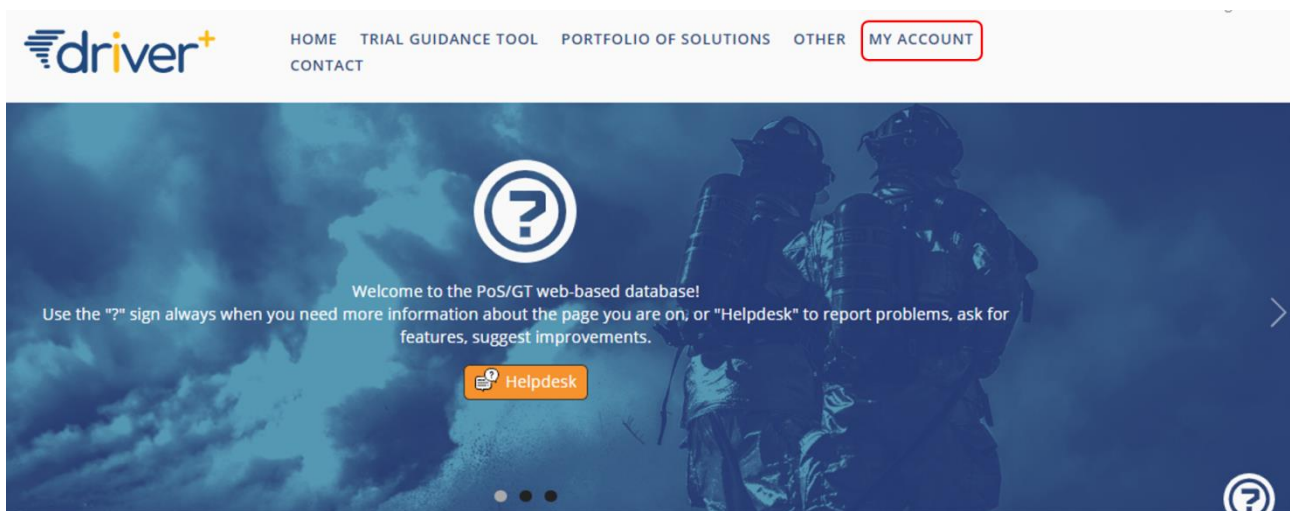 driver+
HOME TRIAL GUIDANCE TOOL PORTFOLIO OF SOLUTIONS OTHER MY ACCOUNT
CONTACT
?
Welcome to the PoS/GT web-based database!
Use the "?" sign always when you need more information about the page you are on, or "Helpdesk" to report problems, ask for
features, suggest improvements.
? Helpdesk
?